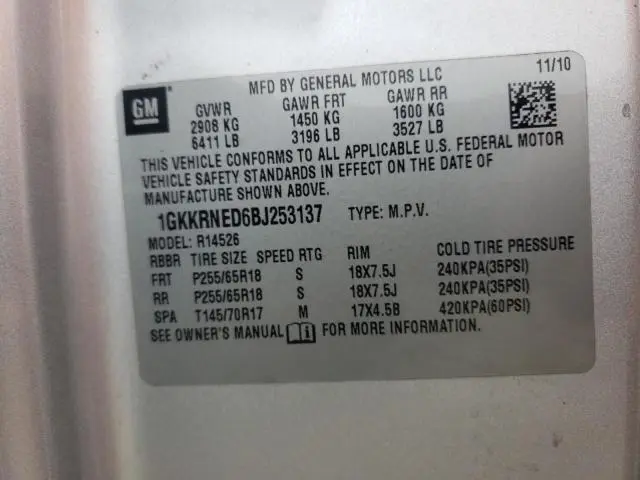 MFD BY GENERAL MOTORS LLC 11/10
GM
GVWR GAWR FRT GAWR RR
2908 KG 1450 KG 1600 KG
6411 LB 3196 LB 3527 LB
THIS VEHICLE CONFORMS TO ALL APPLICABLE U.S. FEDERAL MOTOR
VEHICLE SAFETY STANDARDS IN EFFECT ON THE DATE OF
MANUFACTURE SHOWN ABOVE.
1GKKRNED6BJ253137 TYPE: M.P.V.
MODEL: R14526
RBBR TIRE SIZE SPEED RTG RIM COLD TIRE PRESSURE
FRT P255/65R18 S 18X7.5J 240KPA(35PSI)
RR P255/65R18 S 18X7.5J 240KPA(35PSI)
SPA T145/70R17 M 17X4.5B 420KPA(60PSI)
SEE OWNER'S MANUAL FOR MORE INFORMATION.